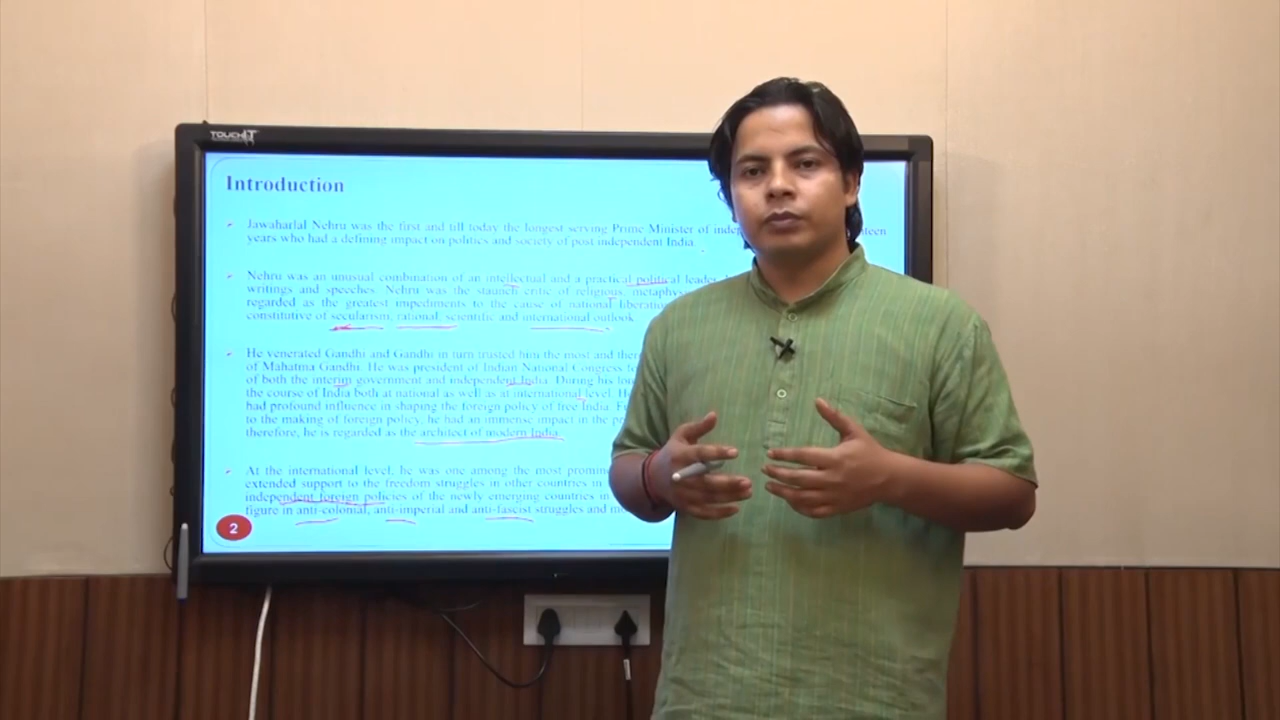 TOUCHIT
Introduction
Jawaharlal Nehru was the first and till today the longest serving Prime Minister of indep
years who had a defining impact on politics and society of post independent India.
Nehru was an unusual combination of an intellectual and a practical political leader
writings and speeches. Nehru was the staunch critic of religious, metaphys
regarded as the greatest impediments to the cause of national liberatio
constitutive of secularism, rational, scientific and international outlook.
He venerated Gandhi and Gandhi in turn trusted him the most and ther
of Mahatma Gandhi. He was president of Indian National Congress f
of both the interim government and independent India. During his lon
the course of India both at national as well as at international level. He
had profound influence in shaping the foreign policy of free India. Fu
to the making of foreign policy, he had an immense impact in the pr
therefore, he is regarded as the architect of modern India.
At the international level, he was one among the most promin
extended support to the freedom struggles in other countries in
independent foreign policies of the newly emerging countries in
figure in anti-colonial, anti-imperial and anti-fascist struggles and m
2